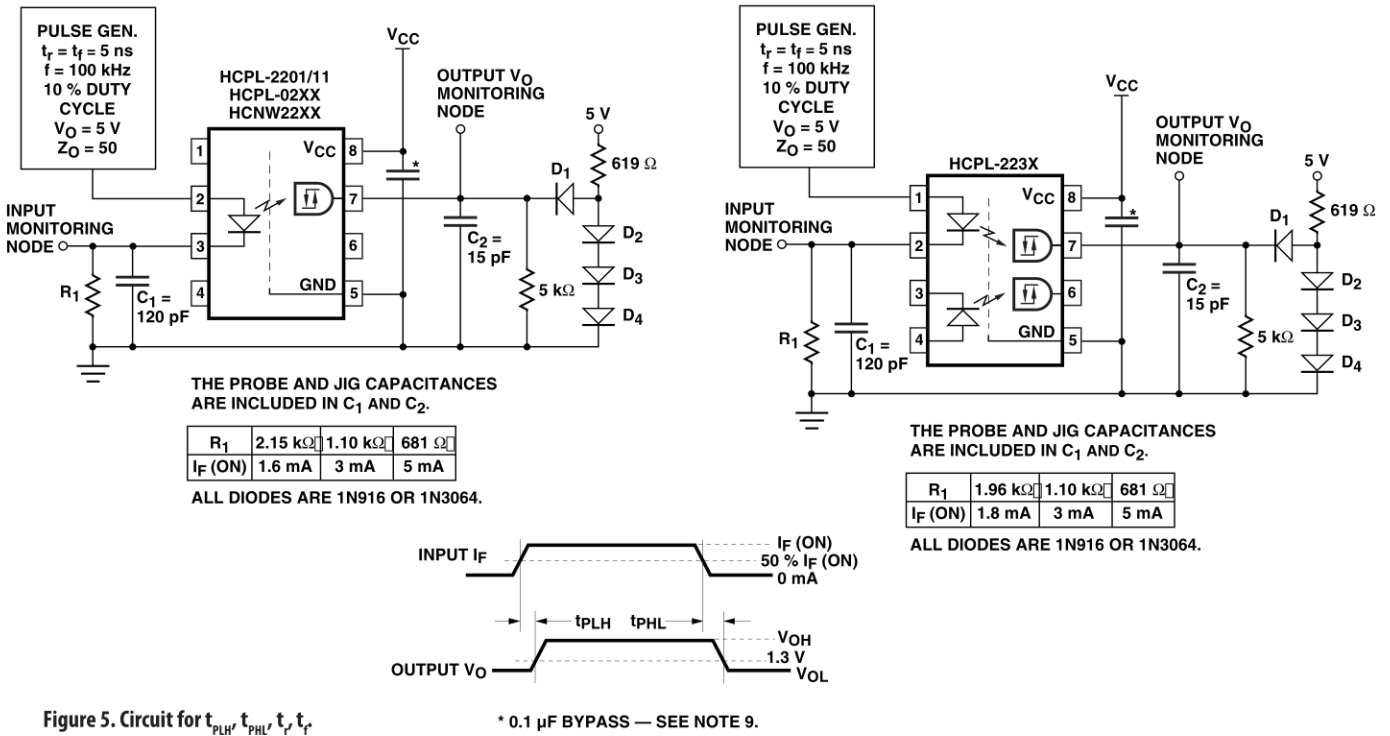 PULSE GEN.
tr = tf = 5 ns
f = 100 kHz
10 % DUTY
CYCLE
VO = 5 V
ZO = 50
VCC
HCPL-2201/11
HCPL-02XX
HCNW22XX
OUTPUT VO
MONITORING
NODE
5 V
619 Ω
D1
1
2
3
4
VCC
8
7
6
GND
5
*
INPUT
MONITORING
NODE
R1
C1 =
120 pF
C2 =
15 pF
5 kΩ
D2
D3
D4
THE PROBE AND JIG CAPACITANCES
ARE INCLUDED IN C1 AND C2.
R1 2.15 kΩ 1.10 kΩ 681 Ω
IF (ON) 1.6 mA 3 mA 5 mA
ALL DIODES ARE 1N916 OR 1N3064.
PULSE GEN.
tr = tf = 5 ns
f = 100 kHz
10 % DUTY
CYCLE
VO = 5 V
ZO = 50
VCC
HCPL-223X
OUTPUT VO
MONITORING
NODE
5 V
619 Ω
D1
1
2
3
4
VCC
8
7
6
GND
5
*
INPUT
MONITORING
NODE
R1
C1 =
120 pF
C2 =
15 pF
5 kΩ
D2
D3
D4
THE PROBE AND JIG CAPACITANCES
ARE INCLUDED IN C1 AND C2.
R1 1.96 kΩ 1.10 kΩ 681 Ω
IF (ON) 1.8 mA 3 mA 5 mA
ALL DIODES ARE 1N916 OR 1N3064.
INPUT IF
IF (ON)
50 % IF (ON)
0 mA
tPLH
tPHL
OUTPUT VO
VOH
1.3 V
VOL
Figure 5. Circuit for tPLH, tPHL, tr, tf.
* 0.1 µF BYPASS — SEE NOTE 9.